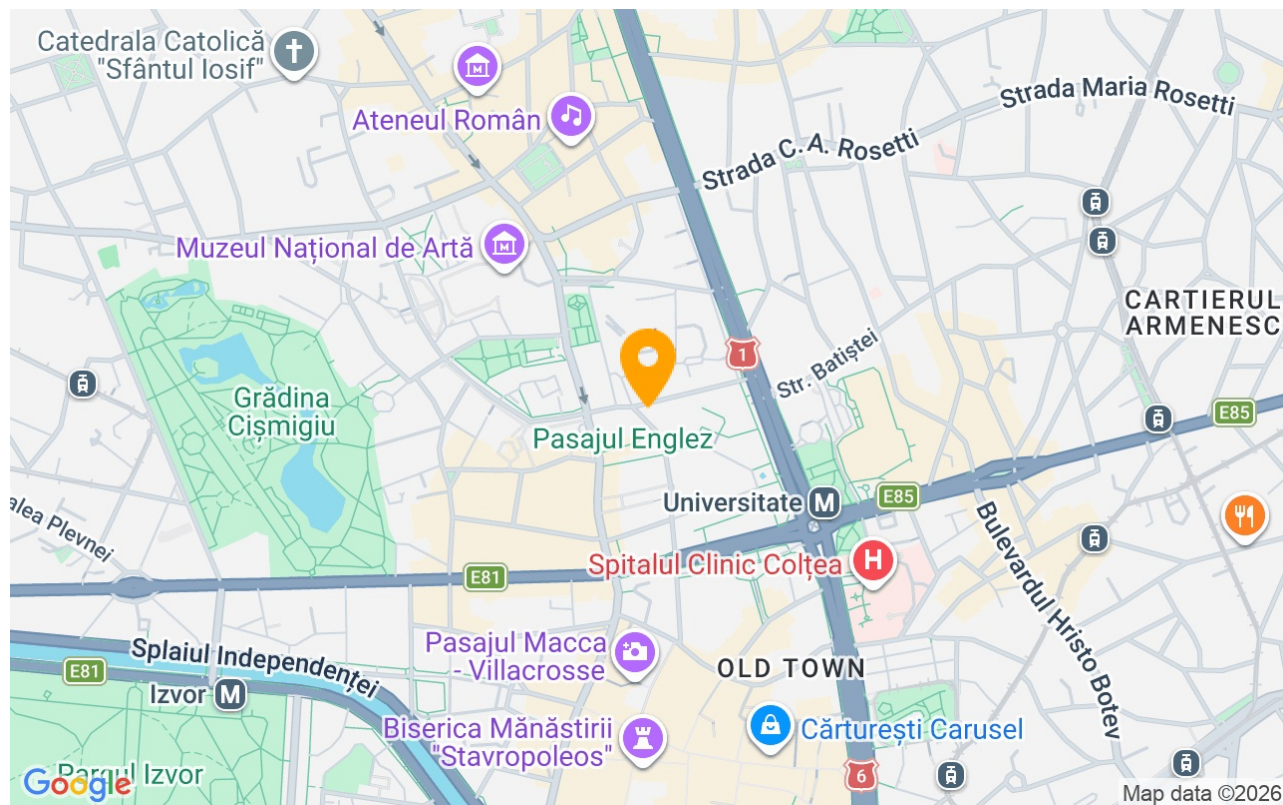 Catedrala Catolică
"Sfântul Iosif"
Ateneul Român
Strada Maria Rosetti
Strada C. A. Rosetti
Muzeul Național de Artă
CARTIERUL
ARMENESC
1
Str. Batiștei
Grădina
Cișmigiu
E85
Pasajul Englez
Universitate M
E85
alea Plevnei
Spitalul Clinic Colțea H
E81
Bulevardul Hristo Botev
Pasajul Macca
- Villacrosse
Splaiul Independenței
OLD TOWN
E81
Izvor M
Biserica Mănăstirii
"Stavropoleos"
Cărturești Carusel
Parcul Izvor
Google
6
Map data ©2026